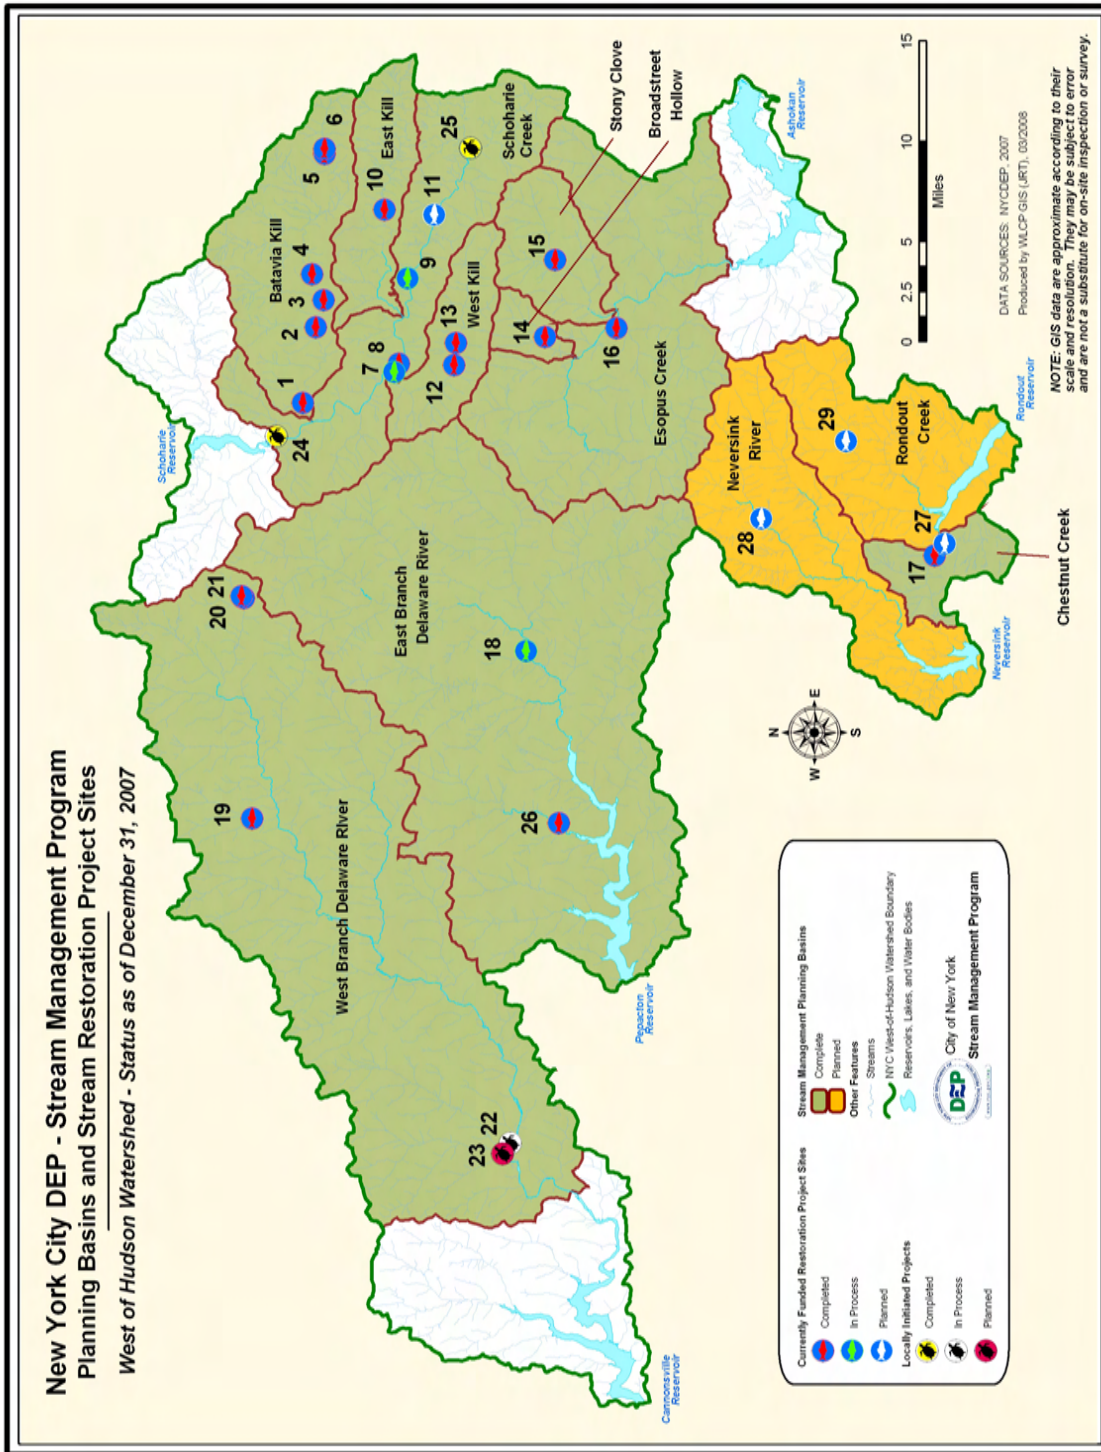 New York City DEP - Stream Management Program
Planning Basins and Stream Restoration Project Sites
West of Hudson Watershed - Status as of December 31, 2007
Schoharie
Reservoir
Batavia Kill
East Kill
Schoharie
Creek
West Kill
Stony Clove
Broadstreet
Hollow
Esopus Creek
Ashokan
Reservoir
East Branch
Delaware River
West Branch Delaware River
Neversink
River
Rondout
Creek
Rondout
Reservoir
Chestnut Creek
Neversink
Reservoir
Pepacton
Reservoir
Cannonsville
Reservoir
1
2
3
4
5
6
7
8
9
10
11
12
13
14
15
16
17
18
19
20
21
22
23
24
25
26
27
28
29
N
E
S
W
0
2.5
5
10
15
Miles
DATA SOURCES: NYCDEP, 2007
Produced by WLCP GIS (JRT), 03/2008
NOTE: GIS data are approximate according to their
scale and resolution. They may be subject to error
and are not a substitute for on-site inspection or survey.
Currently Funded Restoration Project Sites
Completed
In Process
Planned
Locally Initiated Projects
Completed
In Process
Planned
Stream Management Planning Basins
Complete
Planned
Other Features
Streams
NYC West-of-Hudson Watershed Boundary
Reservoirs, Lakes, and Water Bodies
DEP
City of New York
Stream Management Program